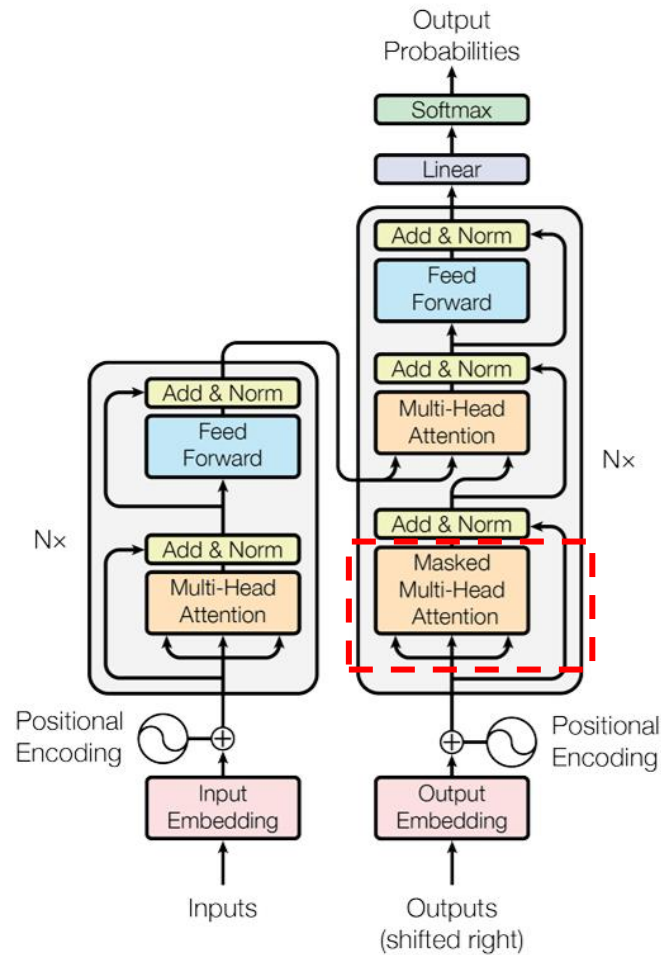 Output
Probabilities
Softmax
Linear
Add & Norm
Feed
Forward
Add & Norm
Multi-Head
Attention
N×
Add & Norm
Masked
Multi-Head
Attention
Add & Norm
Feed
Forward
N×
Add & Norm
Multi-Head
Attention
Positional
Encoding
Positional
Encoding
Input
Embedding
Output
Embedding
Inputs
Outputs
(shifted right)